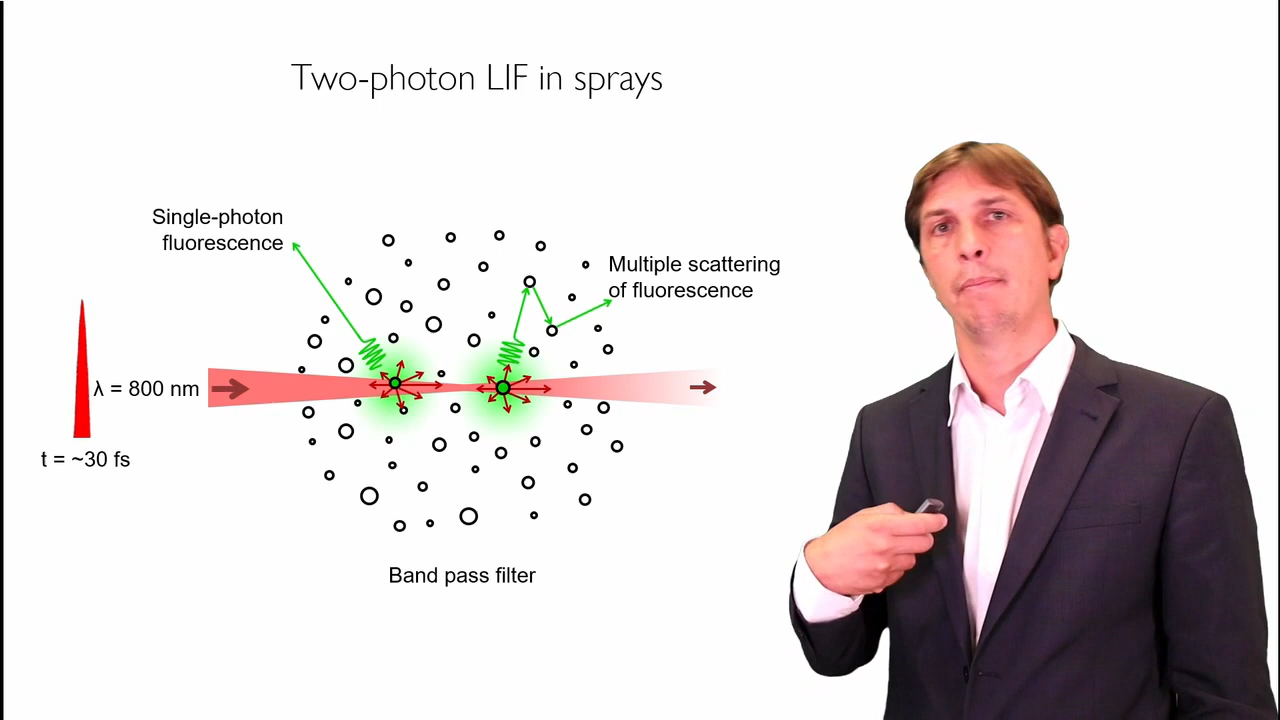 Two-photon LIF in sprays
Single-photon
fluorescence
Multiple scattering
of fluorescence
λ = 800 nm
t = ~30 fs
Band pass filter